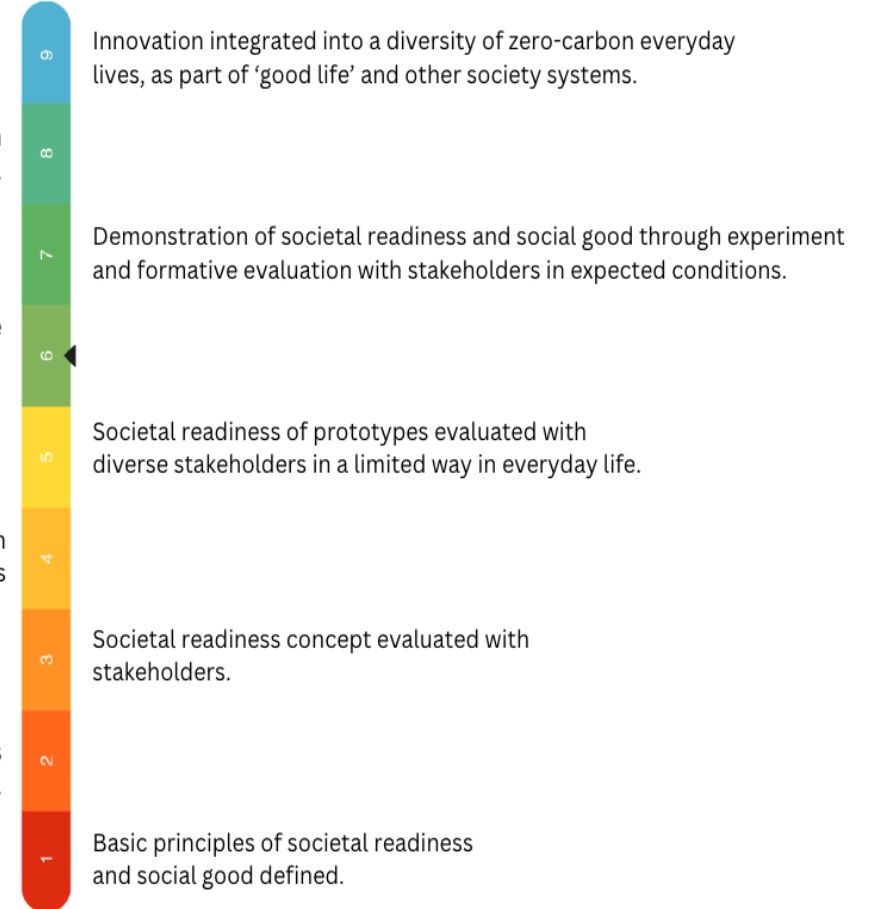 9
Innovation integrated into a diversity of zero-carbon everyday
lives, as part of ‘good life’ and other society systems.
8
7
Demonstration of societal readiness and social good through experiment
and formative evaluation with stakeholders in expected conditions.
6
5
Societal readiness of prototypes evaluated with
diverse stakeholders in a limited way in everyday life.
4
3
Societal readiness concept evaluated with
stakeholders.
2
1
Basic principles of societal readiness
and social good defined.